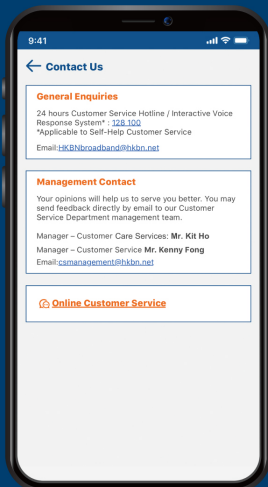 9:41
Contact Us
General Enquiries
24 hours Customer Service Hotline / Interactive Voice
Response System* : 128 100
*Applicable to Self-Help Customer Service
Email:HKBNbroadband@hkbn.net
Management Contact
Your opinions will help us to serve you better. You may
send feedback directly by email to our Customer
Service Department management team.
Manager – Customer Care Services: Mr. Kit Ho
Manager – Customer Service Mr. Kenny Fong
Email:csmanagement@hkbn.net
Online Customer Service